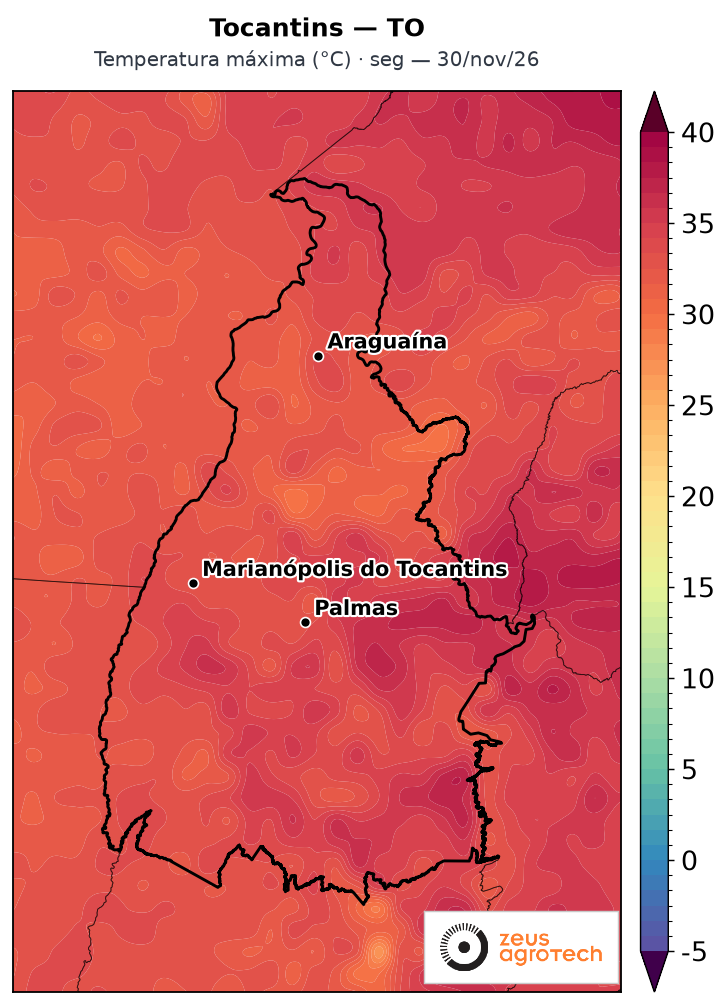 Tocantins — TO
Temperatura máxima (°C) · seg — 30/nov/26
Araguaína
Marianópolis do Tocantins
Palmas
40
35
30
25
20
15
10
5
0
-5
zeus
agrotech